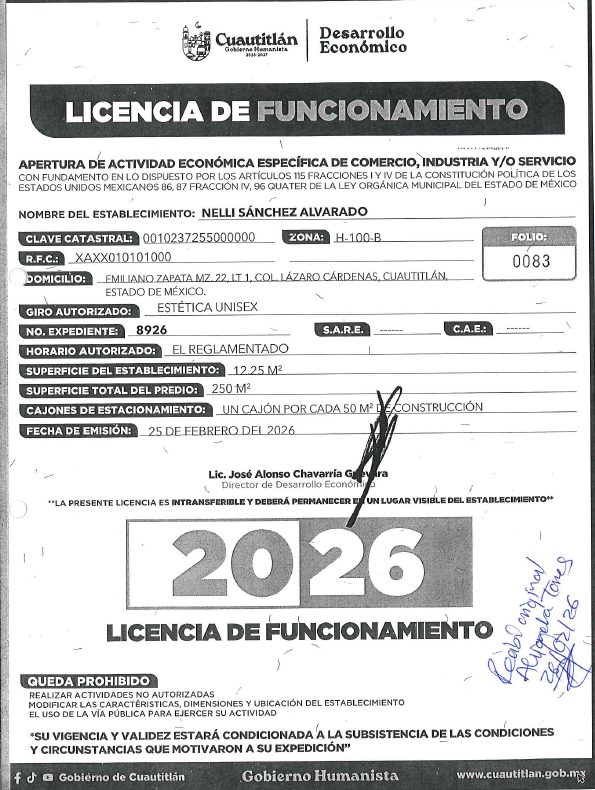 Cuautitlán
Gobierno Humanista
2025-2027
Desarrollo
Económico
LICENCIA DE FUNCIONAMIENTO
APERTURA DE ACTIVIDAD ECONÓMICA ESPECÍFICA DE COMERCIO, INDUSTRIA Y/O SERVICIO
CON FUNDAMENTO EN LO DISPUESTO POR LOS ARTÍCULOS 115 FRACCIONES I Y IV DE LA CONSTITUCIÓN POLÍTICA DE LOS
ESTADOS UNIDOS MEXICANOS 86, 87 FRACCIÓN IV, 96 QUATER DE LA LEY ORGÁNICA MUNICIPAL DEL ESTADO DE MÉXICO
NOMBRE DEL ESTABLECIMIENTO: NELLI SÁNCHEZ ALVARADO
CLAVE CATASTRAL: 0010237255000000 ZONA: H-100-B FOLIO:
R.F.C.: XAXX010101000 0083
DOMICILIO: EMILIANO ZAPATA MZ. 22, LT 1, COL. LÁZARO CÁRDENAS, CUAUTITLÁN,
ESTADO DE MÉXICO.
GIRO AUTORIZADO: ESTÉTICA UNISEX
NO. EXPEDIENTE: 8926 S.A.R.E.: ------ C.A.E.: ------
HORARIO AUTORIZADO: EL REGLAMENTADO
SUPERFICIE DEL ESTABLECIMIENTO: 12.25 M²
SUPERFICIE TOTAL DEL PREDIO: 250 M²
CAJONES DE ESTACIONAMIENTO: UN CAJÓN POR CADA 50 M² DE CONSTRUCCIÓN
FECHA DE EMISIÓN: 25 DE FEBRERO DEL 2026
Lic. José Alonso Chavarría Guevara
Director de Desarrollo Económico
**LA PRESENTE LICENCIA ES INTRANSFERIBLE Y DEBERÁ PERMANECER EN UN LUGAR VISIBLE DEL ESTABLECIMIENTO**
2026
LICENCIA DE FUNCIONAMIENTO
Recibí original
Torres
26/02/26
QUEDA PROHIBIDO
REALIZAR ACTIVIDADES NO AUTORIZADAS
MODIFICAR LAS CARACTERÍSTICAS, DIMENSIONES Y UBICACIÓN DEL ESTABLECIMIENTO
EL USO DE LA VÍA PÚBLICA PARA EJERCER SU ACTIVIDAD
*SU VIGENCIA Y VALIDEZ ESTARÁ CONDICIONADA A LA SUBSISTENCIA DE LAS CONDICIONES
Y CIRCUNSTANCIAS QUE MOTIVARON A SU EXPEDICIÓN"
Gobierno de Cuautitlán
Gobierno Humanista
www.cuautitlan.gob.mx